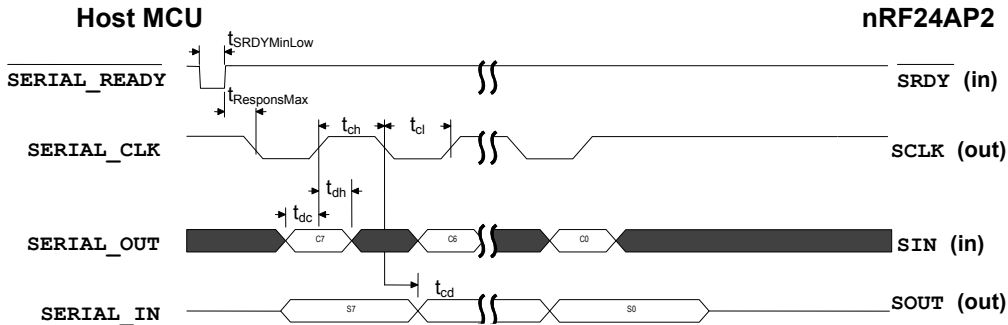 Host MCU nRF24AP2
tSRDYMinLow
SERIAL_READY SRDY (in)
tResponsMax
tch tcl
SERIAL_CLK SCLK (out)
tdh
tdc
SERIAL_OUT C7 C6 C0 SIN (in)
tcd
SERIAL_IN S7 S0 SOUT (out)